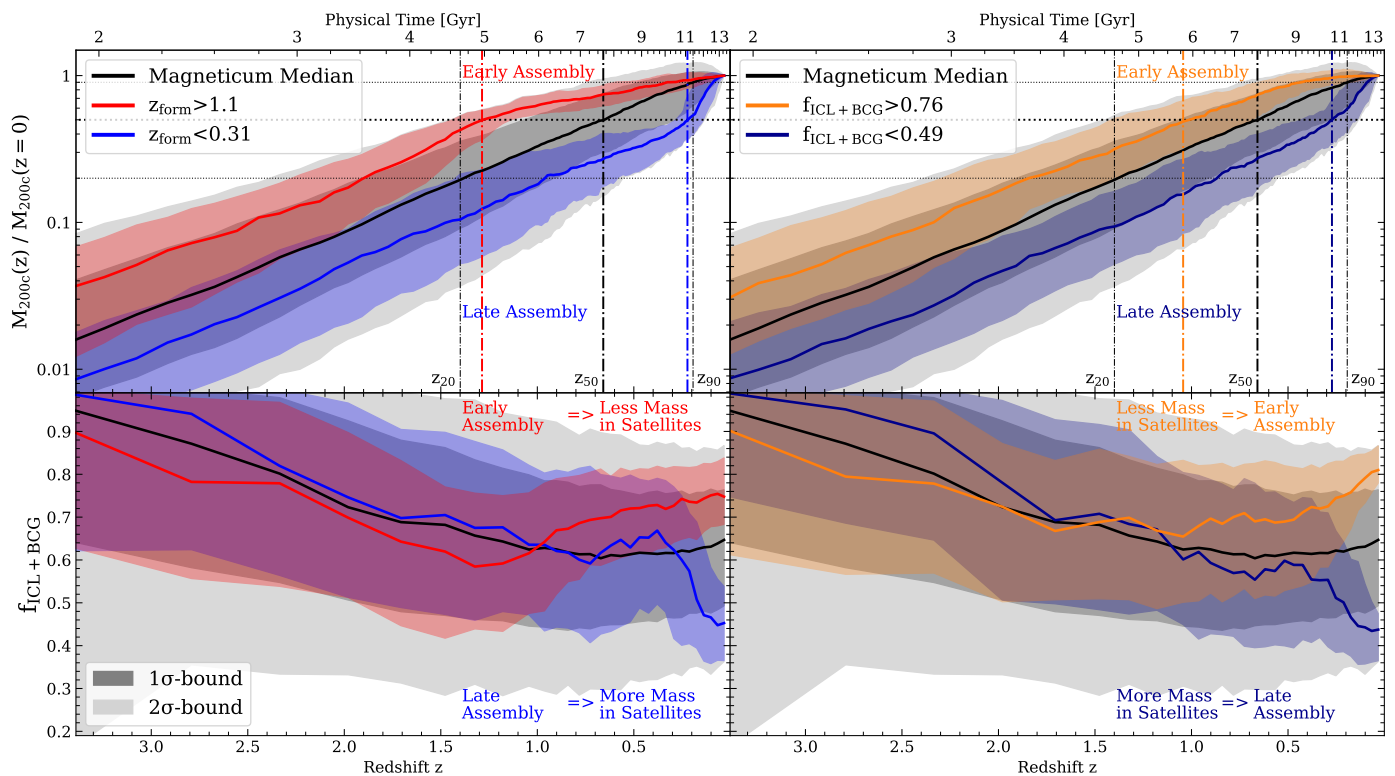 Physical Time [Gyr]
Physical Time [Gyr]
2 3 4 5 6 7 9 11 13
2 3 4 5 6 7 9 11 13
M200c(z) / M200c(z = 0)
1
0.1
0.01
Magneticum Median
zform>1.1
zform<0.31
Early Assembly
Late Assembly
z20
z50
z90
Magneticum Median
fICL+BCG>0.76
fICL+BCG<0.49
Early Assembly
Late Assembly
z20
z50
z90
fICL+BCG
0.9
0.8
0.7
0.6
0.5
0.4
0.3
0.2
Early
Assembly
=>
Less Mass
in Satellites
1σ-bound
2σ-bound
Late
Assembly
=>
More Mass
in Satellites
Less Mass
in Satellites
=>
Early
Assembly
More Mass
in Satellites
=>
Late
Assembly
3.0 2.5 2.0 1.5 1.0 0.5
3.0 2.5 2.0 1.5 1.0 0.5
Redshift z
Redshift z